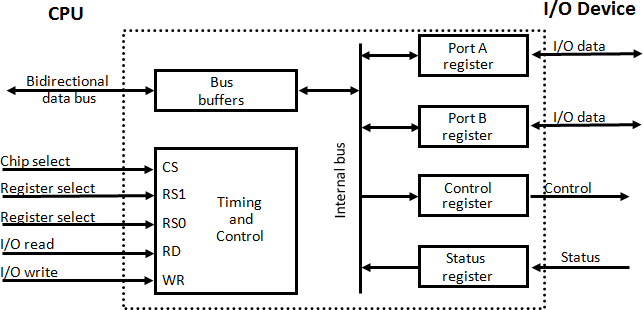 CPU
I/O Device
Bidirectional
data bus
Bus
buffers
Port A
register
I/O data
Port B
register
I/O data
Internal bus
Chip select
CS
Register select
RS1
Register select
RS0
I/O read
RD
I/O write
WR
Timing
and
Control
Control
register
Control
Status
register
Status